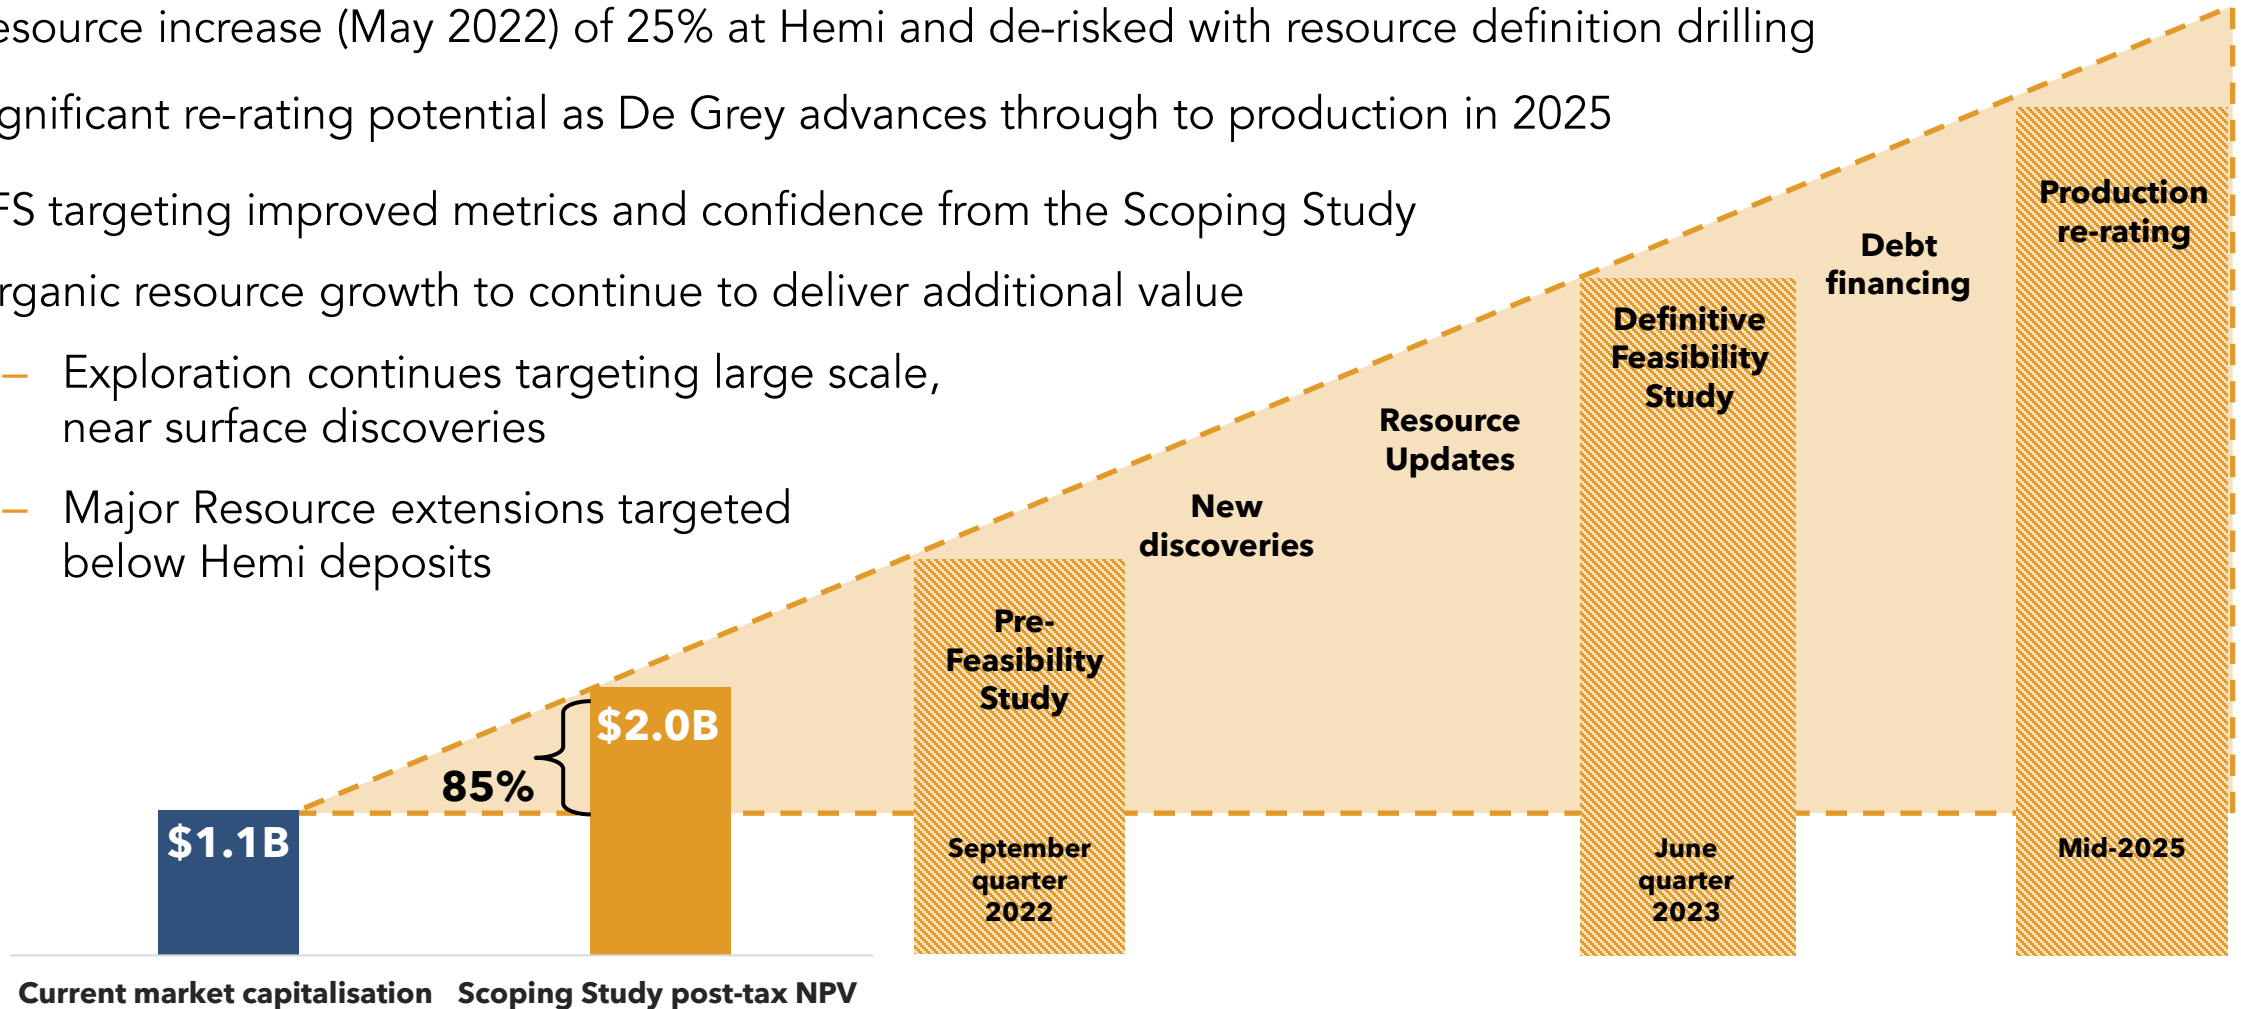 esource increase (May 2022) of 25% at Hemi and de-risked with resource definition drilling
gnificant re-rating potential as De Grey advances through to production in 2025
FS targeting improved metrics and confidence from the Scoping Study
rganic resource growth to continue to deliver additional value
– Exploration continues targeting large scale,
near surface discoveries
– Major Resource extensions targeted
below Hemi deposits
Production
re-rating
Debt
financing
Definitive
Feasibility
Study
Resource
Updates
New
discoveries
Pre-
Feasibility
Study
$2.0B
85%
$1.1B
September
quarter
2022
June
quarter
2023
Mid-2025
Current market capitalisation
Scoping Study post-tax NPV